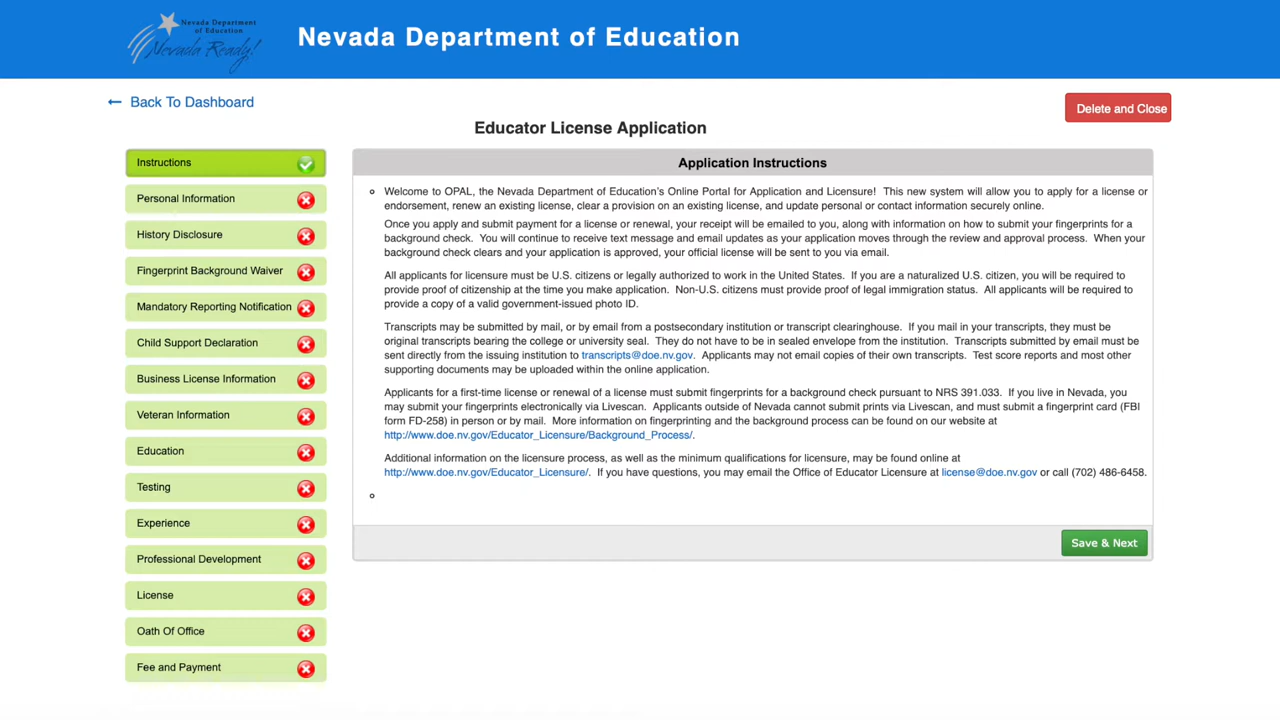 Nevada Department
of Education
Nevada Ready!
Nevada Department of Education
Back To Dashboard
Delete and Close
Educator License Application
Instructions
Personal Information
History Disclosure
Fingerprint Background Waiver
Mandatory Reporting Notification
Child Support Declaration
Business License Information
Veteran Information
Education
Testing
Experience
Professional Development
License
Oath Of Office
Fee and Payment
Application Instructions
Welcome to OPAL, the Nevada Department of Education's Online Portal for Application and Licensure! This new system will allow you to apply for a license or
endorsement, renew an existing license, clear a provision on an existing license, and update personal or contact information securely online.
Once you apply and submit payment for a license or renewal, your receipt will be emailed to you, along with information on how to submit your fingerprints for a
background check. You will continue to receive text message and email updates as your application moves through the review and approval process. When your
background check clears and your application is approved, your official license will be sent to you via email.
All applicants for licensure must be U.S. citizens or legally authorized to work in the United States. If you are a naturalized U.S. citizen, you will be required to
provide proof of citizenship at the time you make application. Non-U.S. citizens must provide proof of legal immigration status. All applicants will be required to
provide a copy of a valid government-issued photo ID.
Transcripts may be submitted by mail, or by email from a postsecondary institution or transcript clearinghouse. If you mail in your transcripts, they must be
original transcripts bearing the college or university seal. They do not have to be in sealed envelope from the institution. Transcripts submitted by email must be
sent directly from the issuing institution to transcripts@doe.nv.gov. Applicants may not email copies of their own transcripts. Test score reports and most other
supporting documents may be uploaded within the online application.
Applicants for a first-time license or renewal of a license must submit fingerprints for a background check pursuant to NRS 391.033. If you live in Nevada, you
may submit your fingerprints electronically via Livescan. Applicants outside of Nevada cannot submit prints via Livescan, and must submit a fingerprint card (FBI
form FD-258) in person or by mail. More information on fingerprinting and the background process can be found on our website at
http://www.doe.nv.gov/Educator_Licensure/Background_Process/.
Additional information on the licensure process, as well as the minimum qualifications for licensure, may be found online at
http://www.doe.nv.gov/Educator_Licensure/. If you have questions, you may email the Office of Educator Licensure at license@doe.nv.gov or call (702) 486-6458.
Save & Next